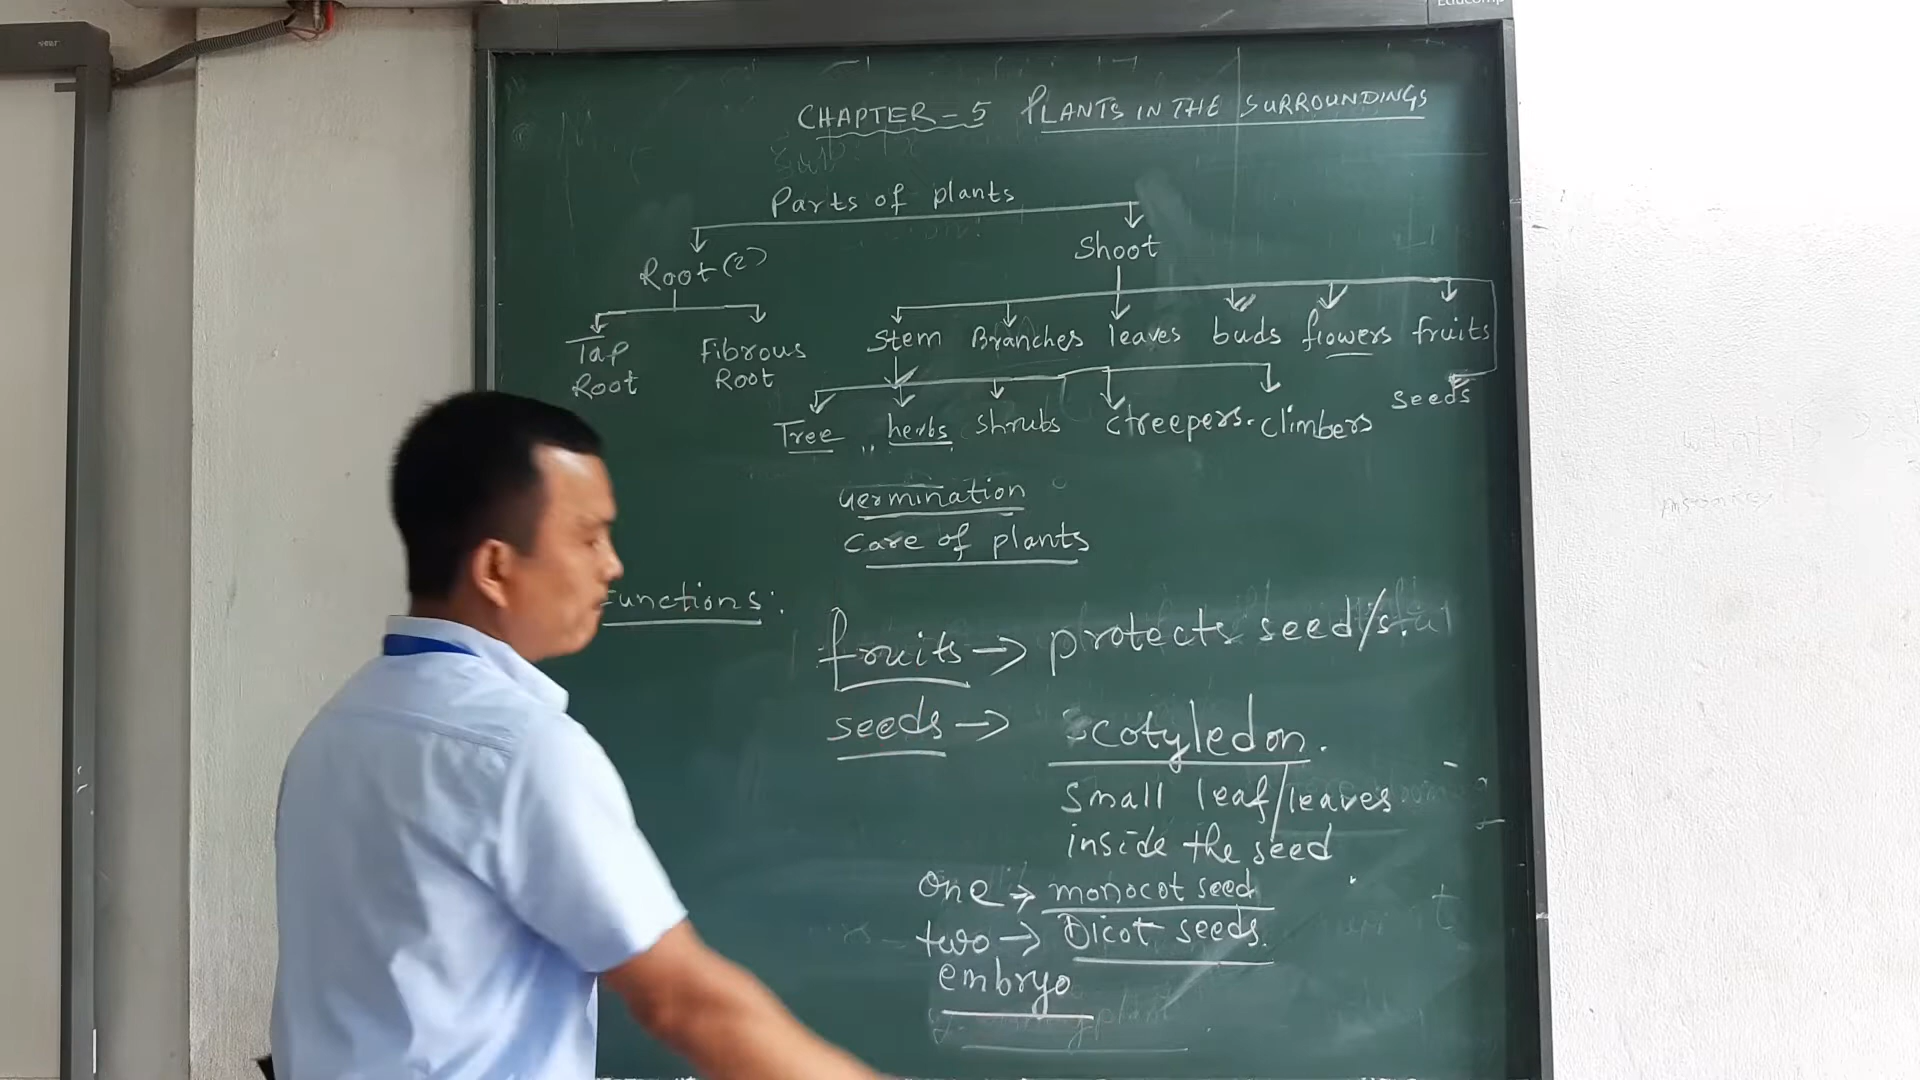 Educomp
CHAPTER - 5 PLANTS IN THE SURROUNDINGS
Parts of plants
Root (2) Shoot
Tap Root Fibrous Root
Stem Branches leaves buds flowers fruits
seeds
Tree herbs shrubs creepers climbers
Germination
Care of plants
Functions:
fruits → protects seed/s.
seeds → cotyledon.
small leaf/leaves
inside the seed
one → monocot seed
two → Dicot seeds.
embryo